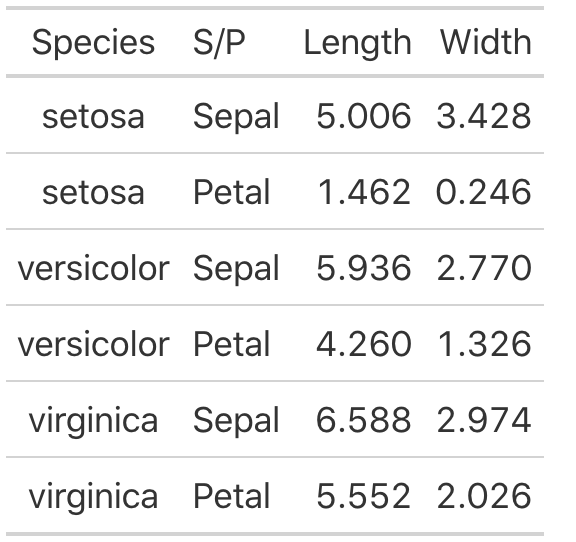 Species S/P Length Width
setosa Sepal 5.006 3.428
setosa Petal 1.462 0.246
versicolor Sepal 5.936 2.770
versicolor Petal 4.260 1.326
virginica Sepal 6.588 2.974
virginica Petal 5.552 2.026